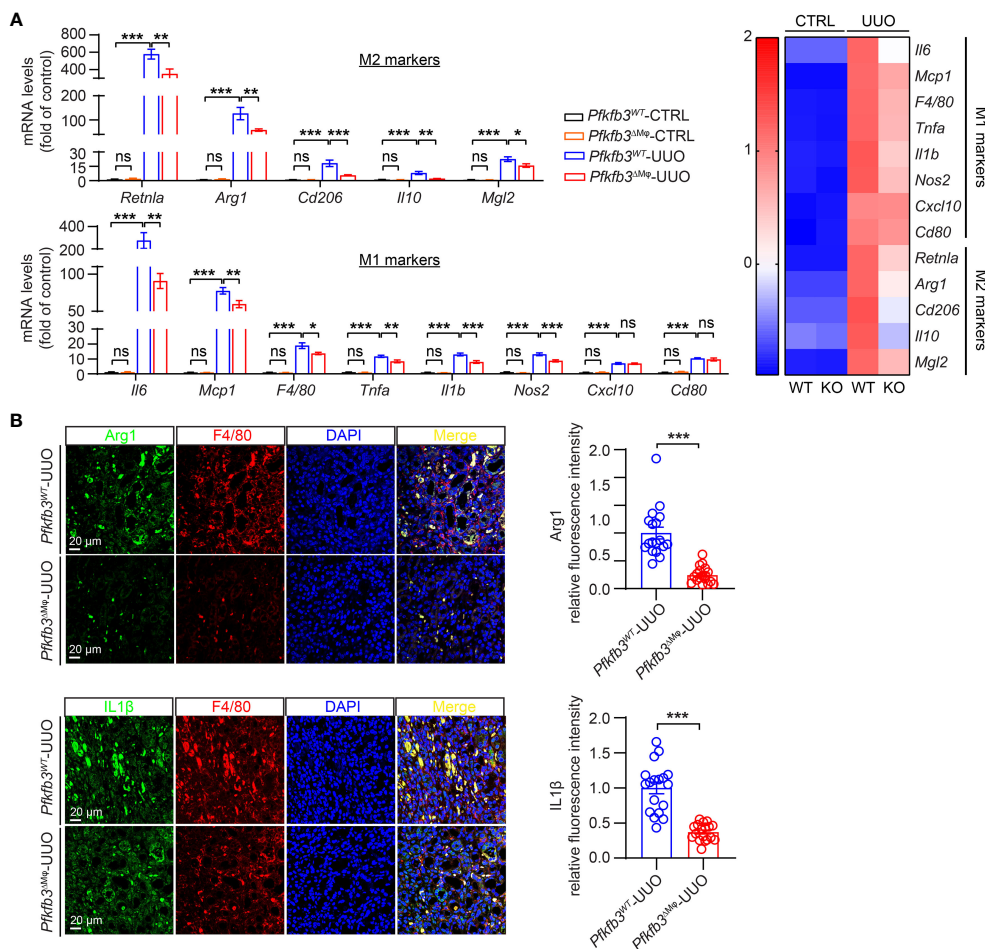 A
M2 markers
mRNA levels
(fold of control)
800
600
400
200
100
30
15
0
*** **
*** **
*** ***
*** **
*** *
ns ns ns ns ns
Retnla Arg1 Cd206 Il10 Mgl2
Pfkfb3WT-CTRL
Pfkfb3ΔMφ-CTRL
Pfkfb3WT-UUO
Pfkfb3ΔMφ-UUO
M1 markers
mRNA levels
(fold of control)
400
200
100
50
30
20
10
0
*** **
*** **
*** *
*** **
*** ***
*** ***
*** ns
*** ns
ns ns ns ns ns ns ns ns
Il6 Mcp1 F4/80 Tnfa Il1b Nos2 Cxcl10 Cd80
CTRL UUO
2
1
0
Il6
Mcp1
F4/80
Tnfa
Il1b
Nos2
Cxcl10
Cd80
Retnla
Arg1
Cd206
Il10
Mgl2
M1 markers
M2 markers
WT KO WT KO
B
Arg1 F4/80 DAPI Merge
Pfkfb3WT-UUO
20 µm
Pfkfb3ΔMφ-UUO
20 µm
Arg1
relative fluorescence intensity
2.0
1.0
1.0
0.5
0.0
***
Pfkfb3WT-UUO
Pfkfb3ΔMφ-UUO
IL1β F4/80 DAPI Merge
Pfkfb3WT-UUO
20 µm
Pfkfb3ΔMφ-UUO
20 µm
IL1β
relative fluorescence intensity
2.0
1.5
1.0
0.5
0.0
***
Pfkfb3WT-UUO
Pfkfb3ΔMφ-UUO